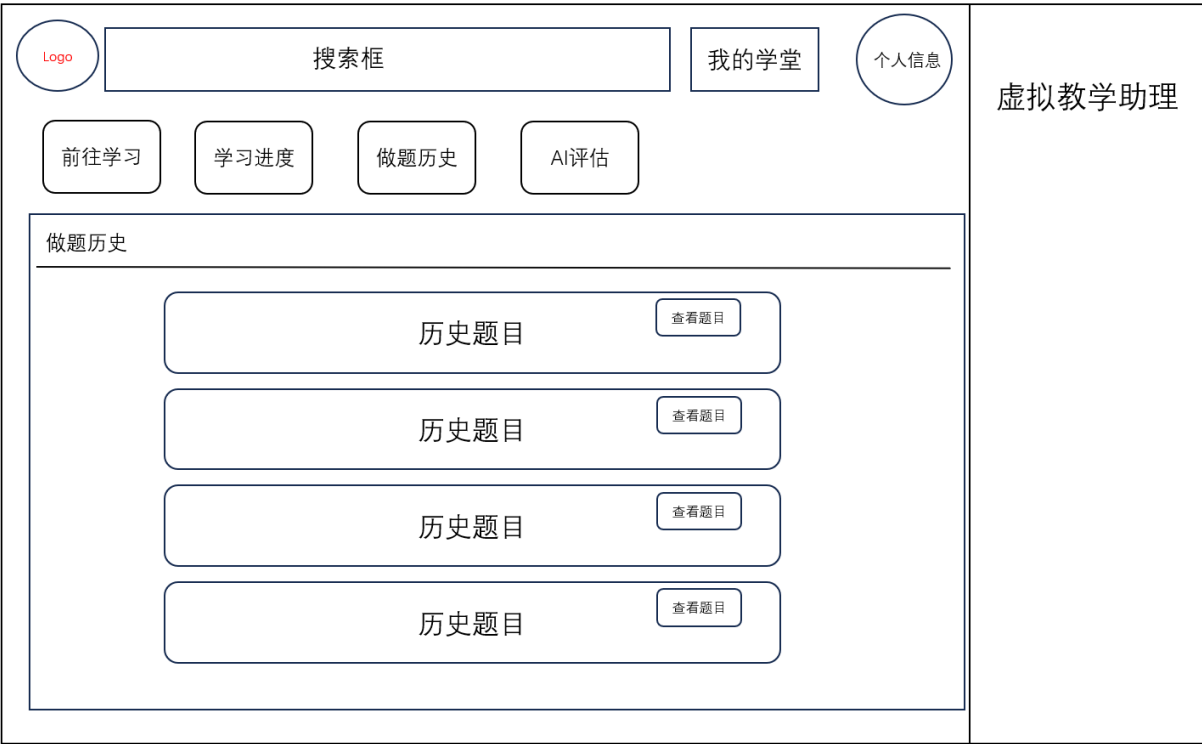 Logo
搜索框
我的学堂
个人信息
虚拟教学助理
前往学习
学习进度
做题历史
AI评估
做题历史
历史题目
查看题目
历史题目
查看题目
历史题目
查看题目
历史题目
查看题目